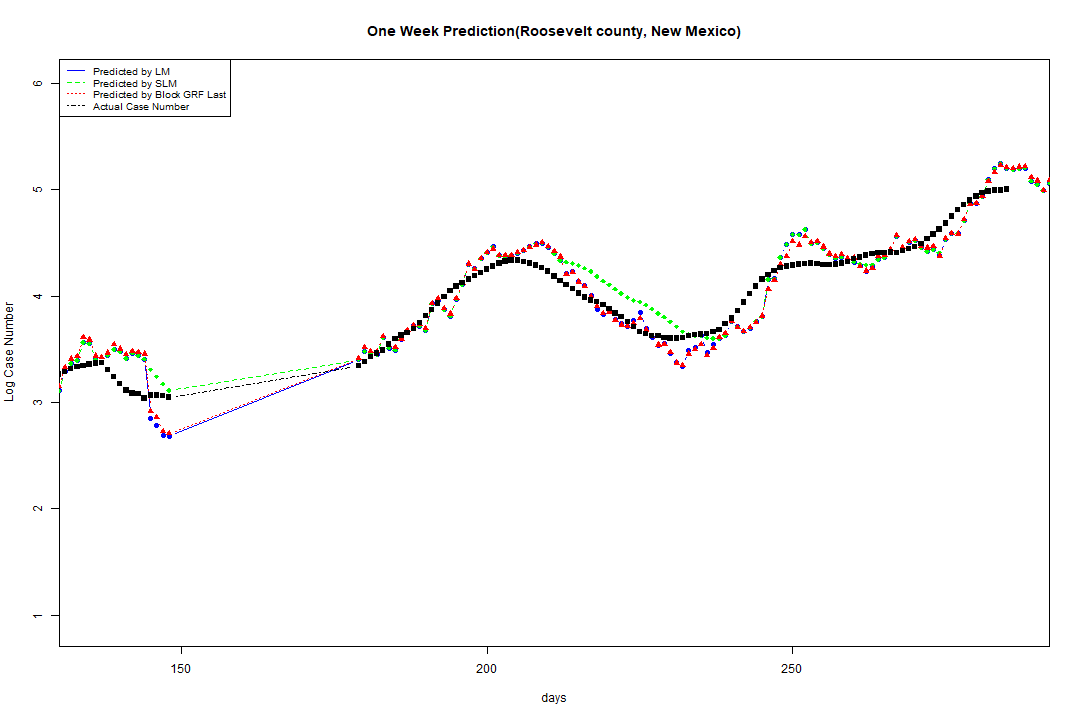 One Week Prediction(Roosevelt county, New Mexico)
Predicted by LM
Predicted by SLM
Predicted by Block GRF Last
Actual Case Number
6
5
4
3
2
1
Log Case Number
150
200
250
days